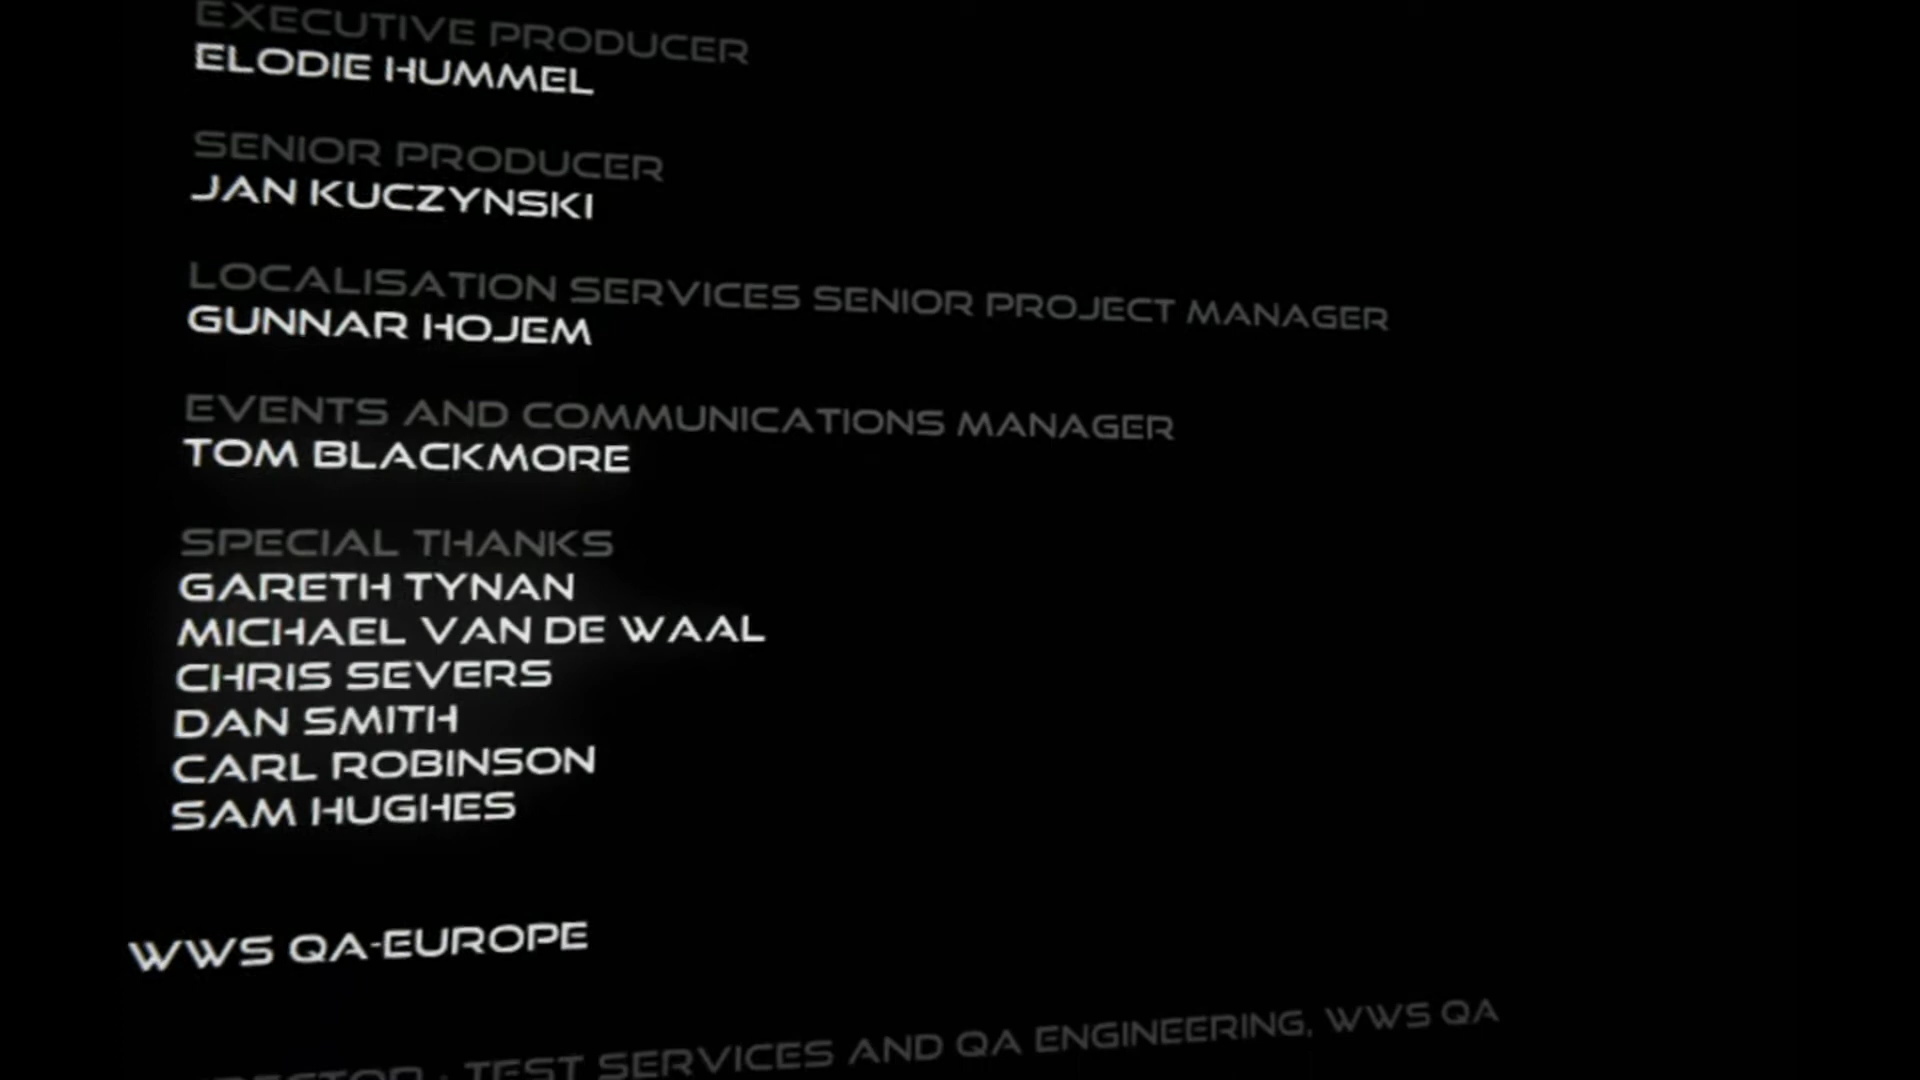 EXECUTIVE PRODUCER
ELODIE HUMMEL
SENIOR PRODUCER
JAN KUCZYNSKI
LOCALISATION SERVICES SENIOR PROJECT MANAGER
GUNNAR HOJEM
EVENTS AND COMMUNICATIONS MANAGER
TOM BLACKMORE
SPECIAL THANKS
GARETH TYNAN
MICHAEL VAN DE WAAL
CHRIS SEVERS
DAN SMITH
CARL ROBINSON
SAM HUGHES
WWS QA-EUROPE
TEST SERVICES AND QA ENGINEERING, WWS QA